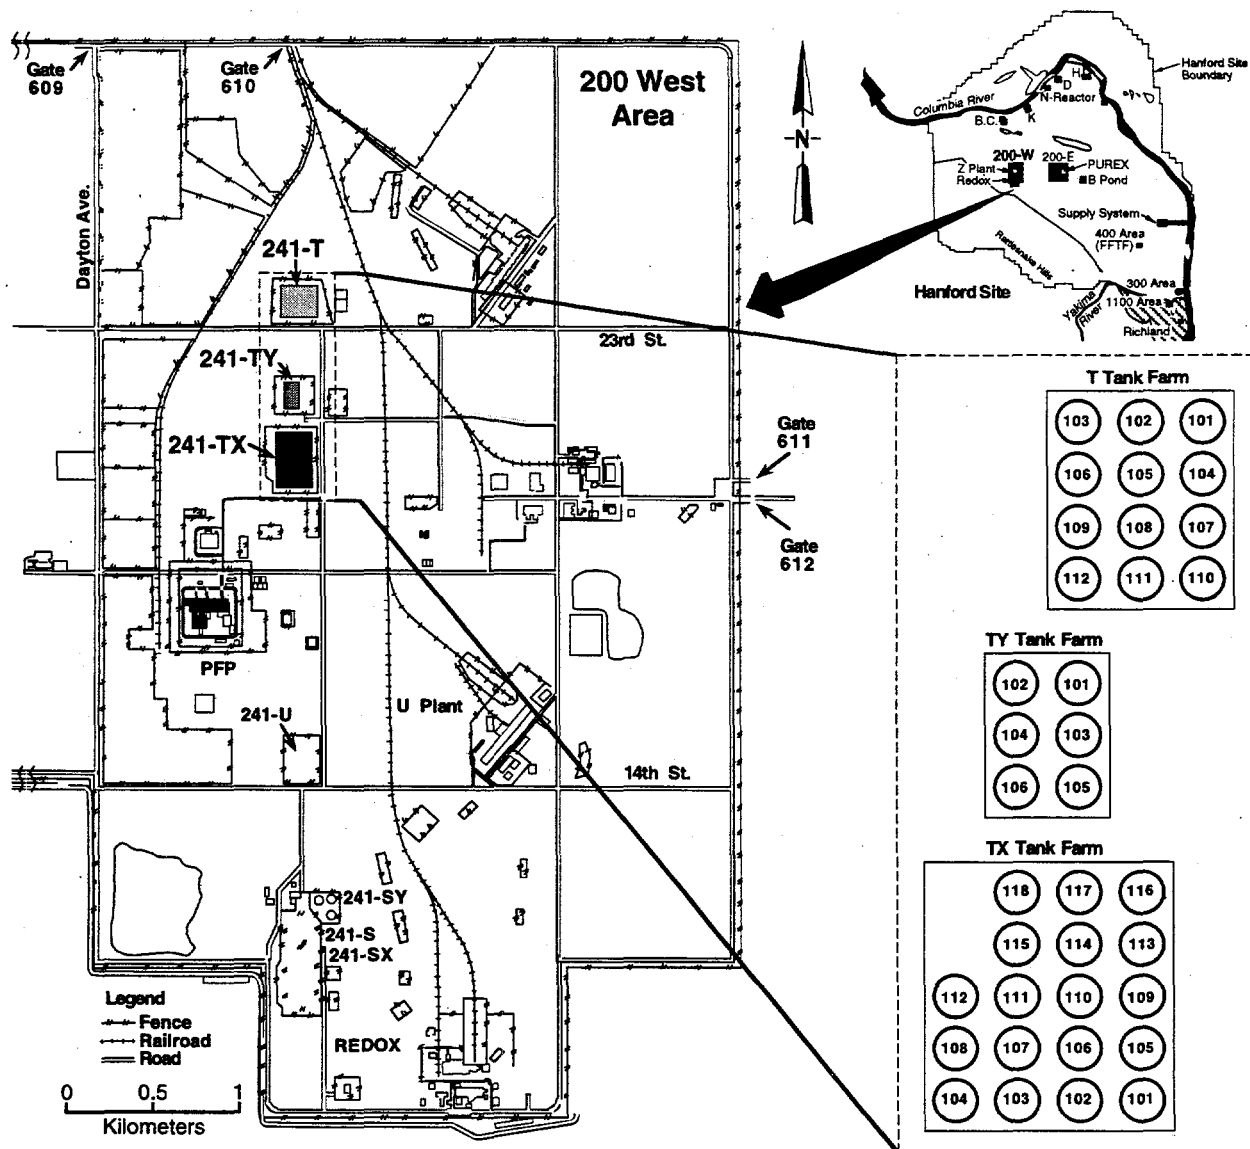 Gate
609
Gate
610
200 West
Area
Dayton Ave.
241-T
23rd St.
241-TY
241-TX
Gate
611
Gate
612
PFP
241-U
U Plant
14th St.
241-SY
241-S
241-SX
REDOX
Legend
Fence
Railroad
Road
0 0.5 1
Kilometers
N
Hanford Site
Boundary
Columbia River
H
D
N-Reactor
K
B.C.
200-W
200-E
Z Plant
Redox
PUREX
B Pond
Supply System
400 Area
(FFTF)
Rattlesnake Hills
Hanford Site
300 Area
1100 Area
Yakima
River
Richland
T Tank Farm
103 102 101
106 105 104
109 108 107
112 111 110
TY Tank Farm
102 101
104 103
106 105
TX Tank Farm
118 117 116
115 114 113
112 111 110 109
108 107 106 105
104 103 102 101